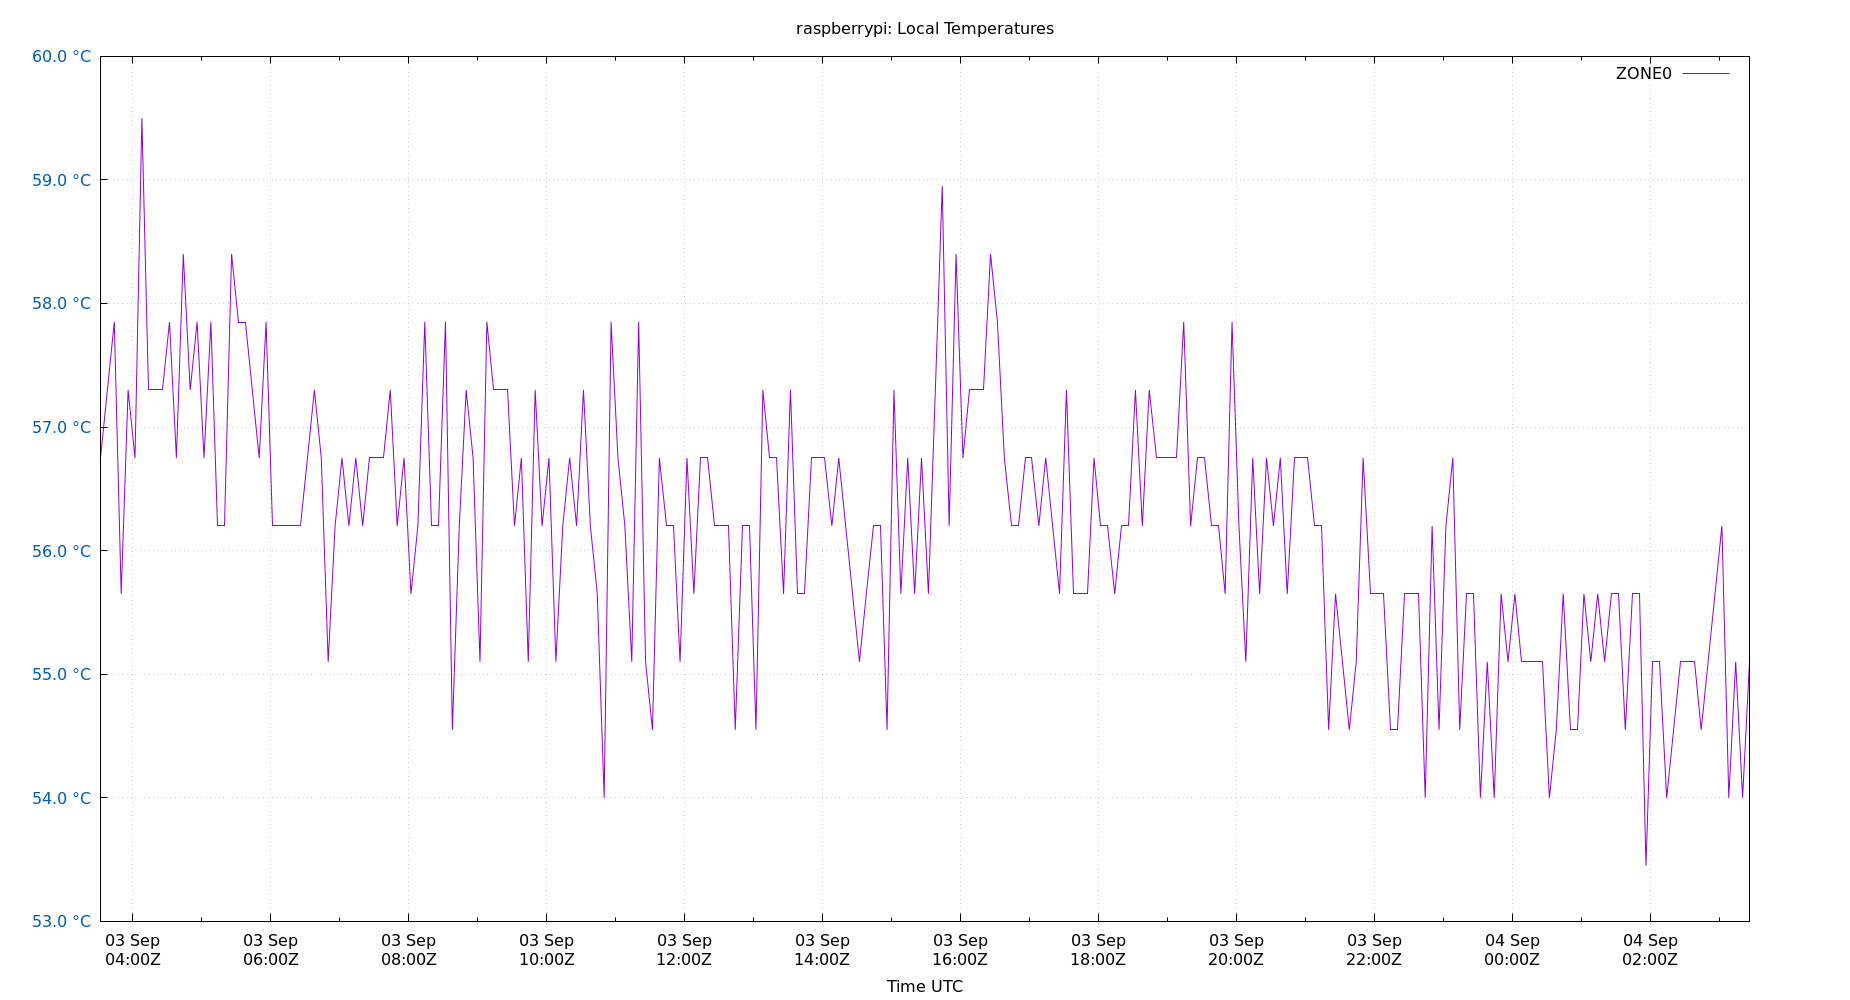 raspberrypi: Local Temperatures
60.0 °C
ZONE0
59.0 °C
58.0 °C
57.0 °C
56.0 °C
55.0 °C
54.0 °C
53.0 °C
03 Sep 03 Sep 03 Sep 03 Sep 03 Sep 03 Sep 03 Sep 03 Sep 03 Sep 03 Sep 04 Sep 04 Sep
04:00Z 06:00Z 08:00Z 10:00Z 12:00Z 14:00Z 16:00Z 18:00Z 20:00Z 22:00Z 00:00Z 02:00Z
Time UTC